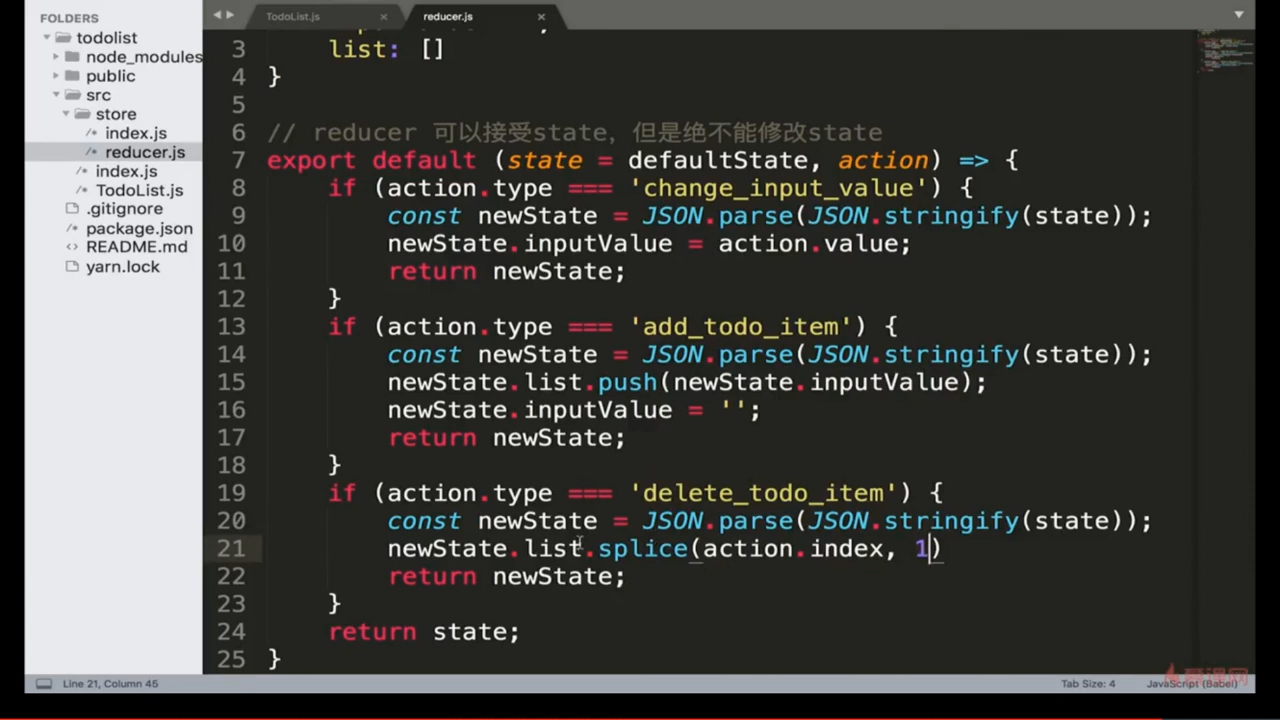 FOLDERS
todolist
node_modules
public
src
store
index.js
reducer.js
index.js
TodoList.js
.gitignore
package.json
README.md
yarn.lock
TodoList.js ×
reducer.js ×
3 list: []
4 }
5
6 // reducer 可以接受state, 但是绝不能修改state
7 export default (state = defaultState, action) => {
8 if (action.type === 'change_input_value') {
9 const newState = JSON.parse(JSON.stringify(state));
10 newState.inputValue = action.value;
11 return newState;
12 }
13 if (action.type === 'add_todo_item') {
14 const newState = JSON.parse(JSON.stringify(state));
15 newState.list.push(newState.inputValue);
16 newState.inputValue = '';
17 return newState;
18 }
19 if (action.type === 'delete_todo_item') {
20 const newState = JSON.parse(JSON.stringify(state));
21 newState.list.splice(action.index, 1)
22 return newState;
23 }
24 return state;
25 }
Line 21, Column 45
Tab Size: 4
JavaScript (Babel)
慕课网